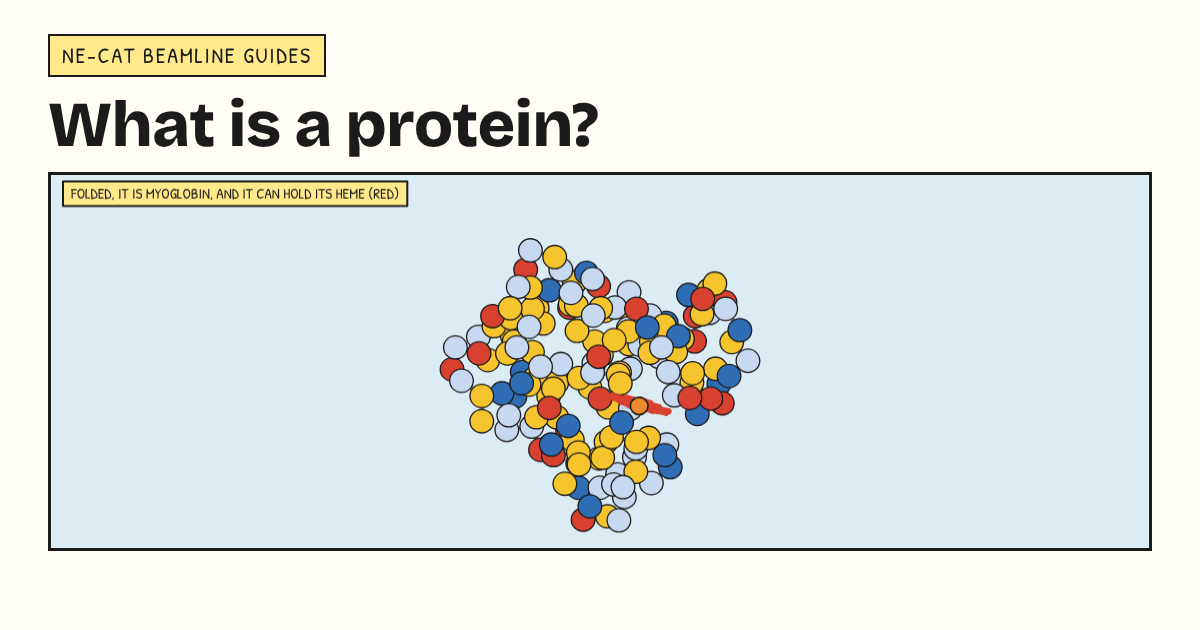 NE-CAT BEAMLINE GUIDES
What is a protein?
FOLDED, IT IS MYOGLOBIN, AND IT CAN HOLD ITS HEME (RED)